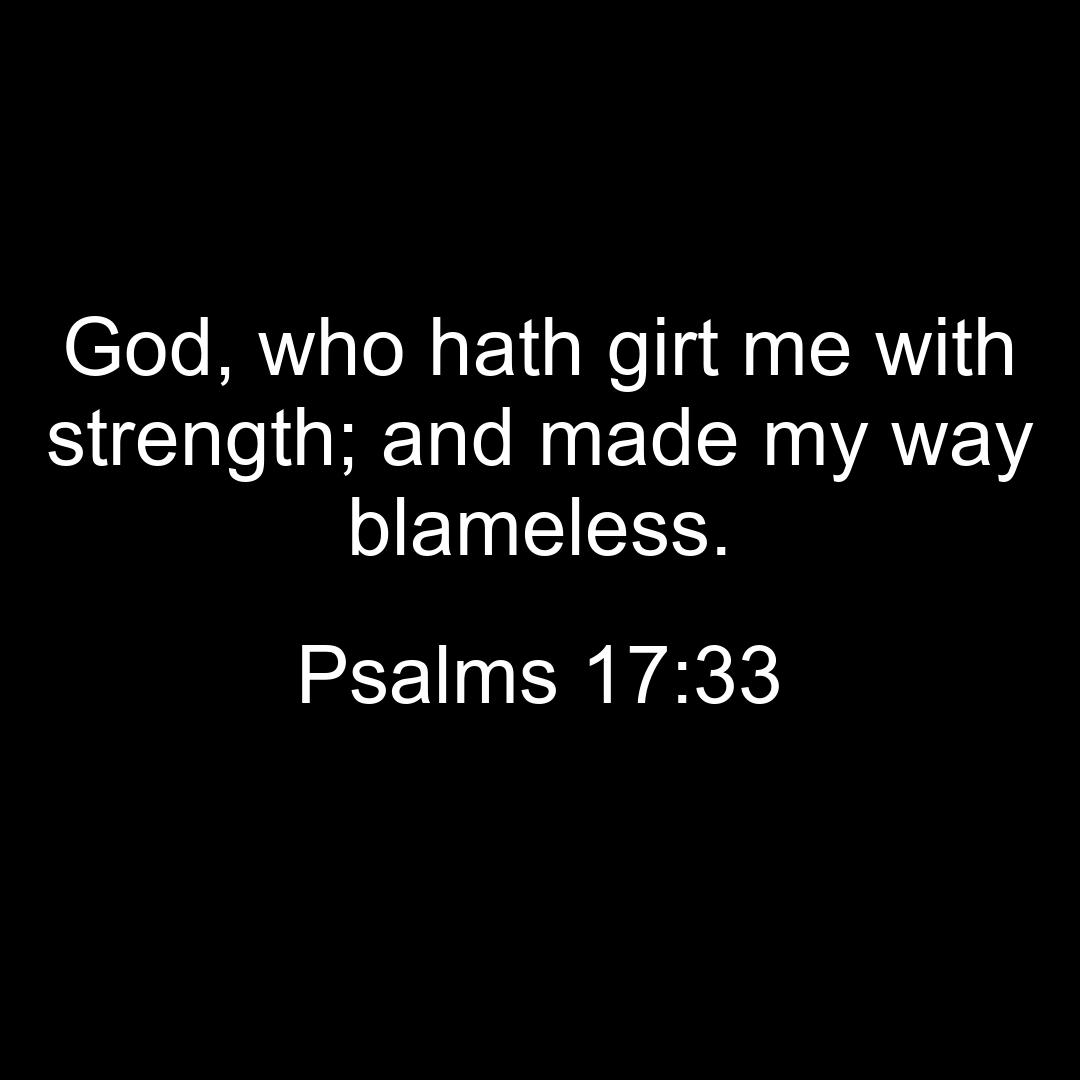 God, who hath girt me with
strength; and made my way
blameless.
Psalms 17:33